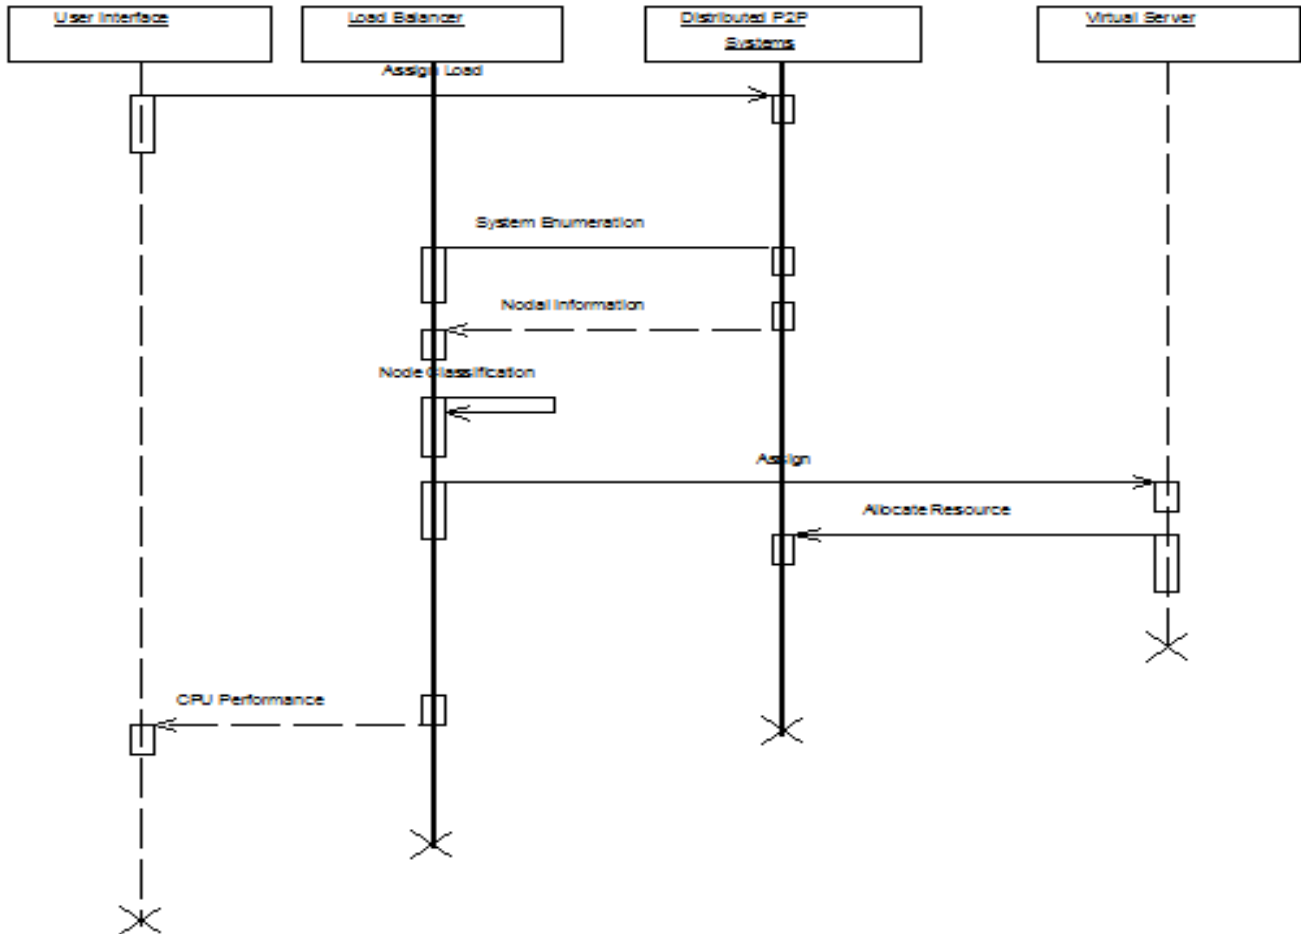 User Interface
Load Balancer
Distributed P2P
Systems
Virtual Server
Assign Load
System Enumeration
Nodal Information
Node Classification
Assign
Allocate Resource
CPU Performance